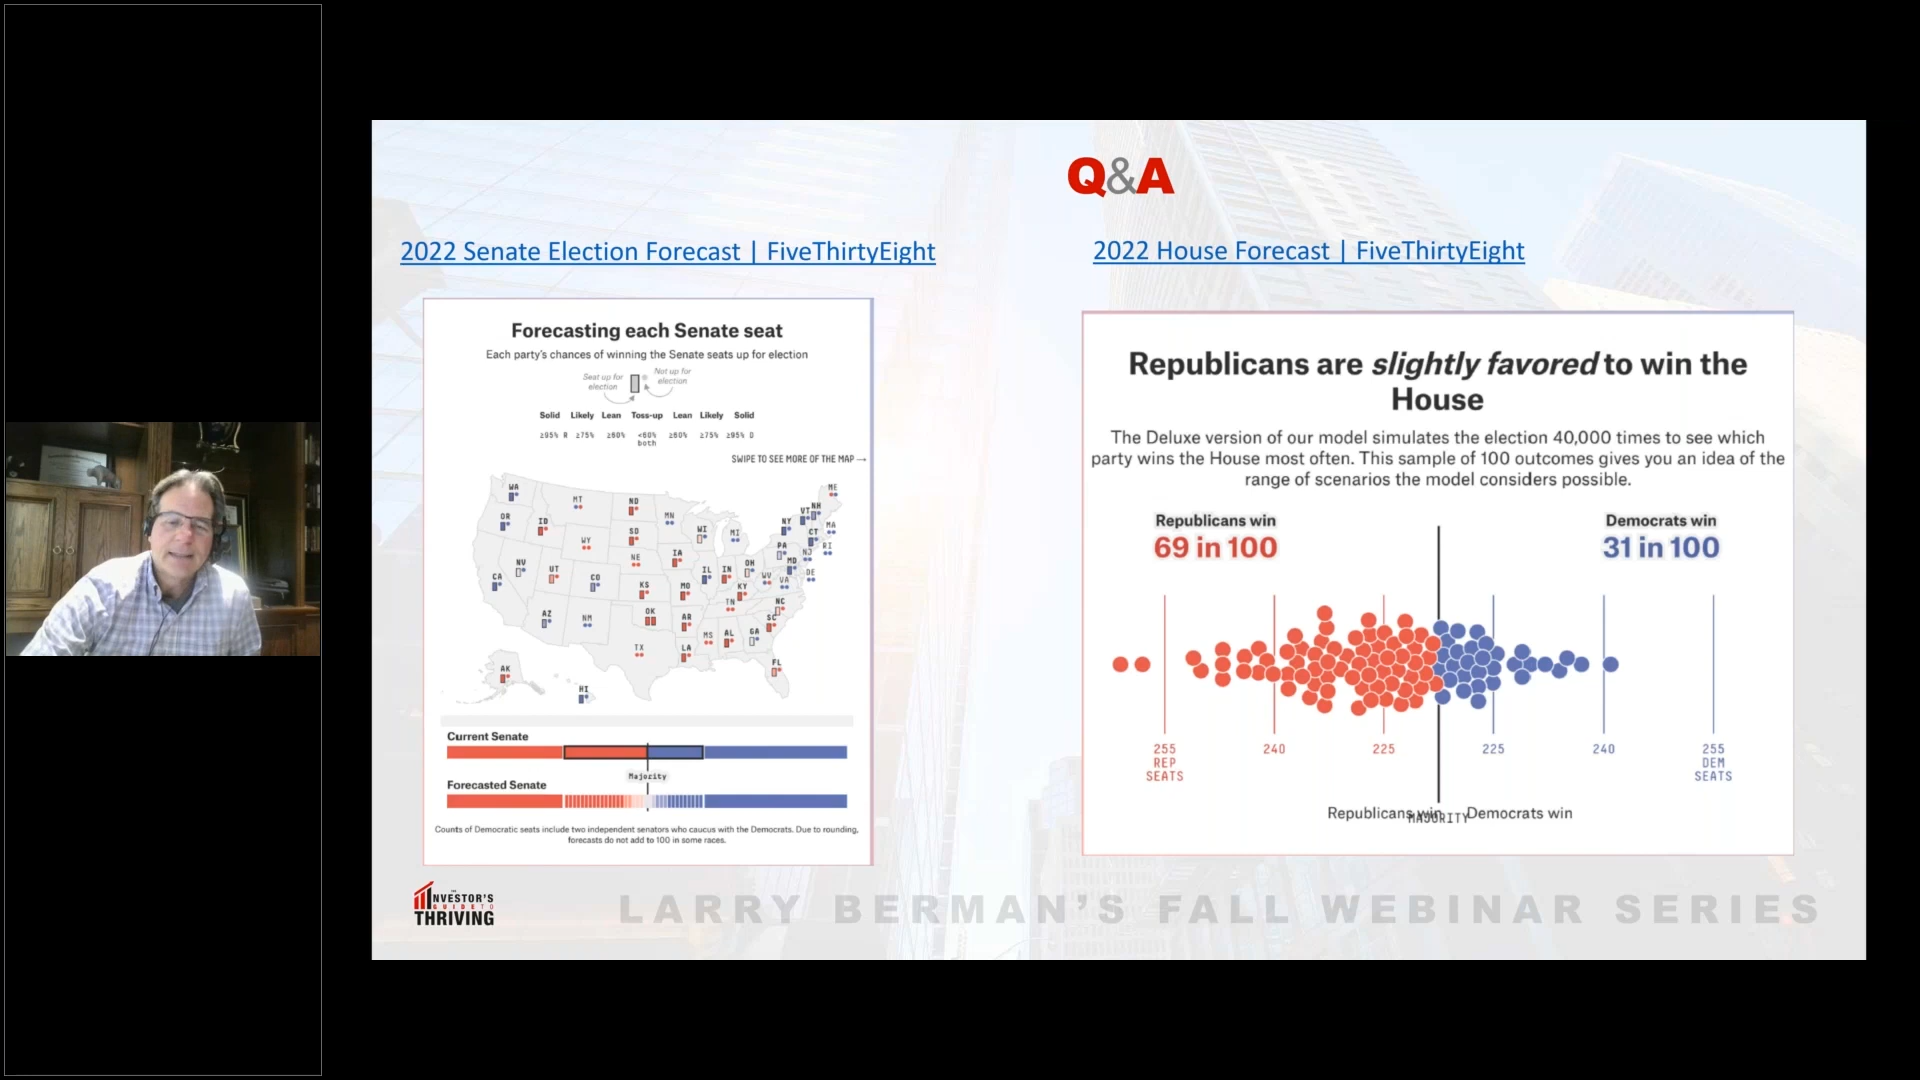 Q&A
2022 Senate Election Forecast | FiveThirtyEight
2022 House Forecast | FiveThirtyEight
Forecasting each Senate seat
Each party's chances of winning the Senate seats up for election
Seat up for
election
Not up for
election
Solid Likely Lean Toss-up Lean Likely Solid
≥95% R ≥75% ≥60% <60% ≥60% ≥75% ≥95% D
both
SWIPE TO SEE MORE OF THE MAP →
WA
OR
ID
MT
ND
MN
WI
MI
NY
VT
NH
ME
MA
CT
RI
SD
WY
NE
IA
PA
NJ
NV
UT
CO
IL
IN
OH
MD
DE
WV
VA
CA
KS
MO
KY
AZ
NM
OK
AR
TN
NC
SC
TX
LA
MS
AL
GA
FL
AK
HI
Current Senate
Majority
Forecasted Senate
Counts of Democratic seats include two independent senators who caucus with the Democrats. Due to rounding,
forecasts do not add to 100 in some races.
Republicans are slightly favored to win the
House
The Deluxe version of our model simulates the election 40,000 times to see which
party wins the House most often. This sample of 100 outcomes gives you an idea of the
range of scenarios the model considers possible.
Republicans win
69 in 100
Democrats win
31 in 100
255
REP
SEATS
240
225
225
240
255
DEM
SEATS
Republicans win
MAJORITY
Democrats win
THE
INVESTOR'S
GUIDE TO
THRIVING
LARRY BERMAN'S FALL WEBINAR SERIES